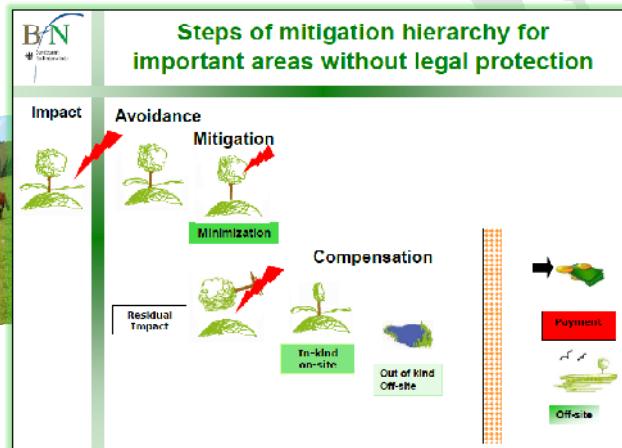 BfN
Steps of mitigation hierarchy for
important areas without legal protection
Impact
Avoidance
Mitigation
Minimization
Compensation
Residual
Impact
In-kind
on-site
Out of kind
Off-site
Payment
Off-site